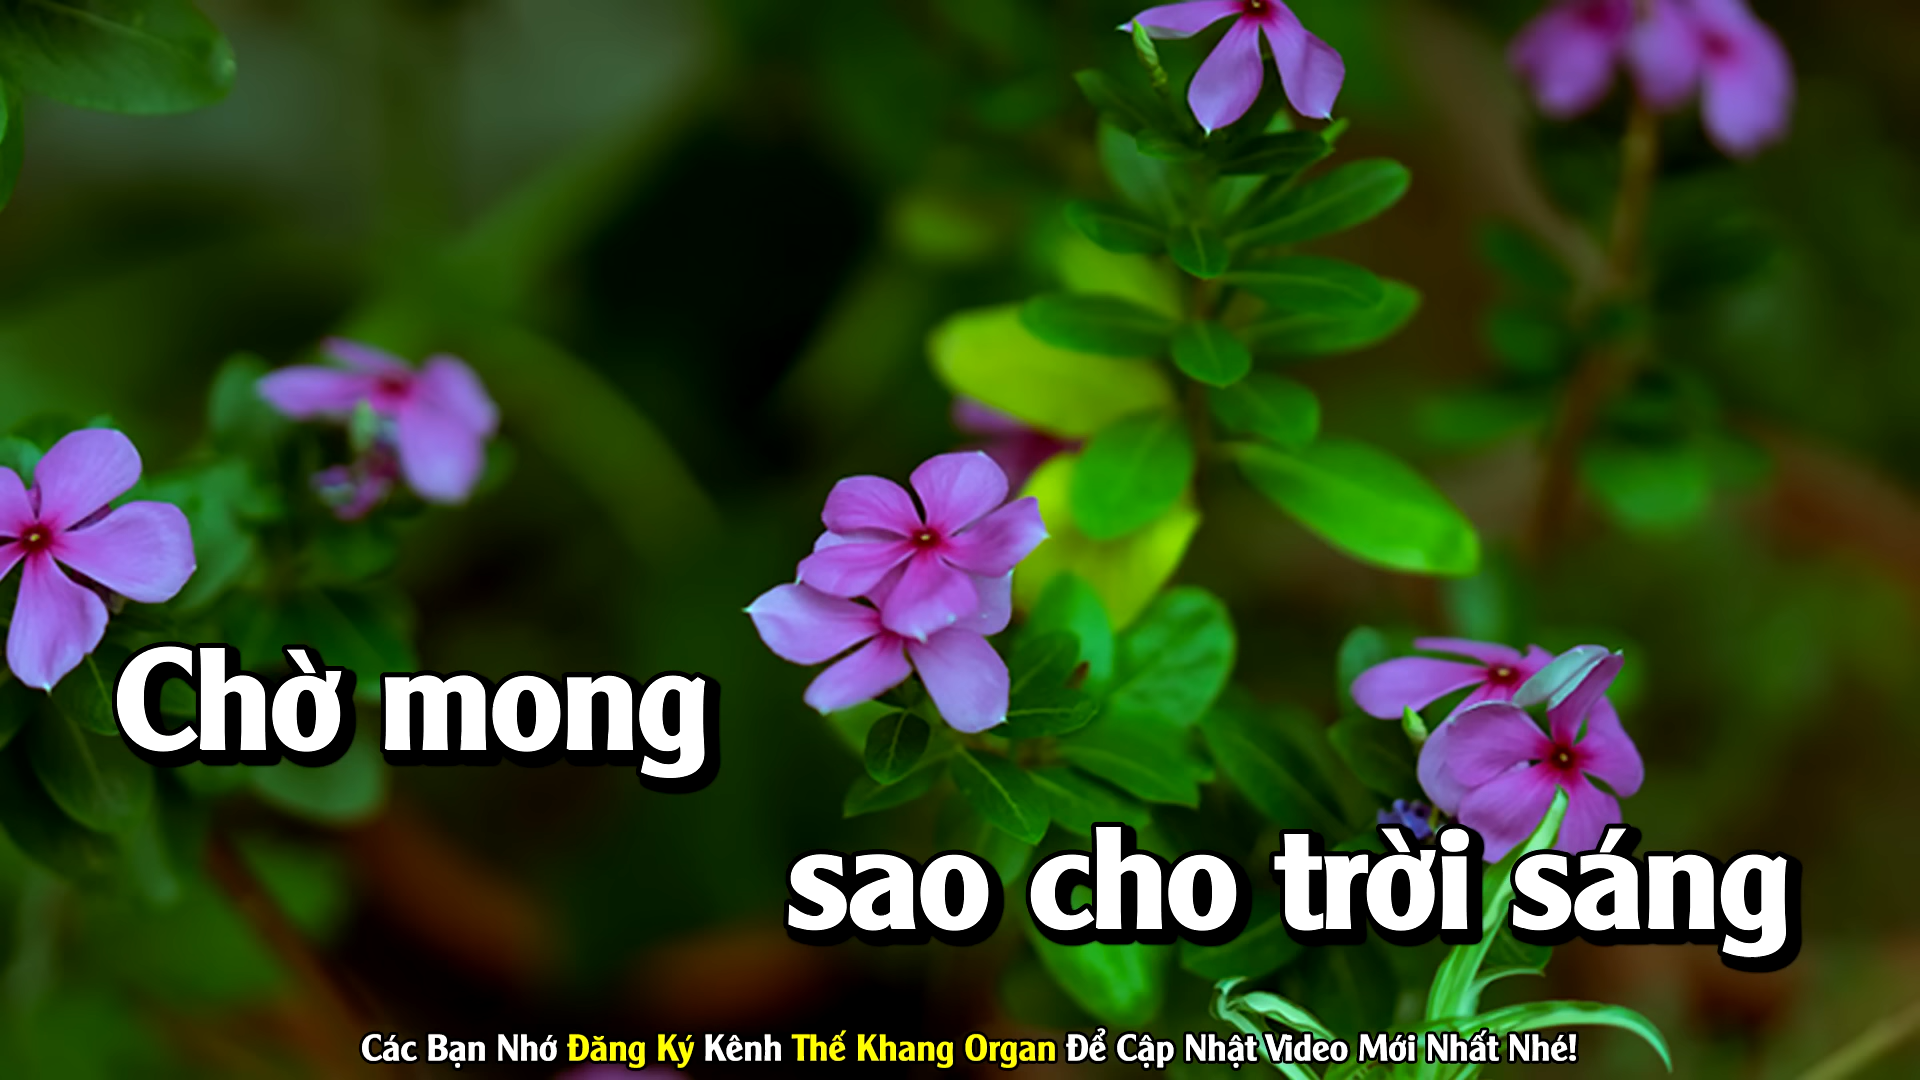 Chờ mong
sao cho trời sáng
Các Bạn Nhớ Đăng Ký Kênh Thế Khang Organ Để Cập Nhật Video Mới Nhất Nhé!